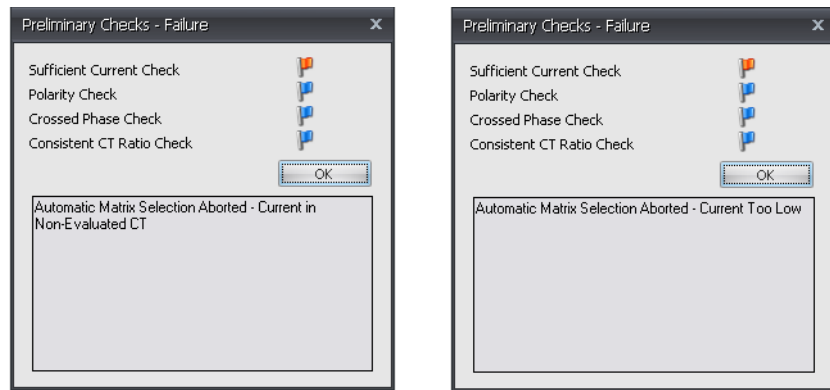 Preliminary Checks - Failure x
Sufficient Current Check
Polarity Check
Crossed Phase Check
Consistent CT Ratio Check
OK
Automatic Matrix Selection Aborted - Current in
Non-Evaluated CT
Preliminary Checks - Failure x
Sufficient Current Check
Polarity Check
Crossed Phase Check
Consistent CT Ratio Check
OK
Automatic Matrix Selection Aborted - Current Too Low